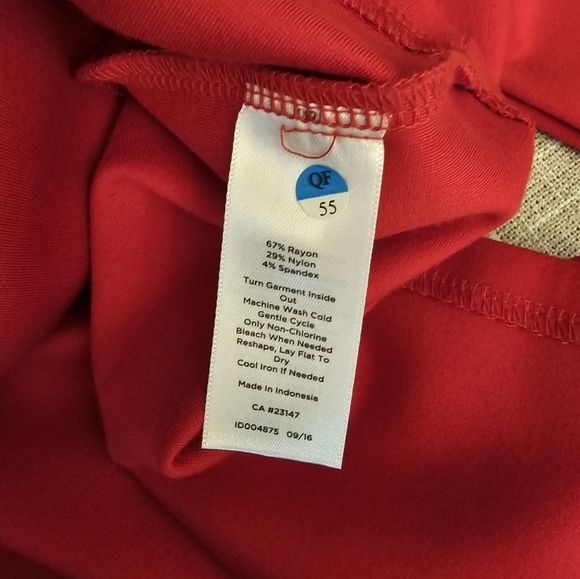 QF
55
67% Rayon
29% Nylon
4% Spandex
Turn Garment Inside
Out
Machine Wash Cold
Gentle Cycle
Only Non-Chlorine
Bleach When Needed
Reshape, Lay Flat To
Dry
Cool Iron If Needed
Made in Indonesia
CA #23147
ID004875 09/16